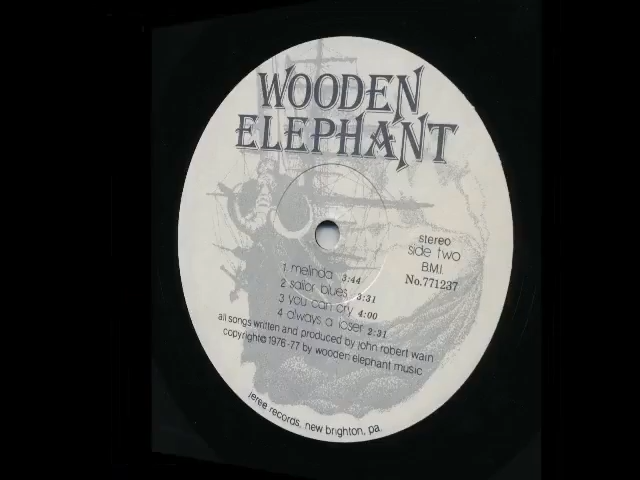 WOODEN
ELEPHANT
stereo
side two
B.M.I.
No.771237
1 melinda 3:44
2 sailor blues 3:31
3 you can cry 4:00
4 always a loser 2:31
all songs written and produced by john robert wain
copyright© 1976-77 by wooden elephant music
jeree records, new brighton, pa.